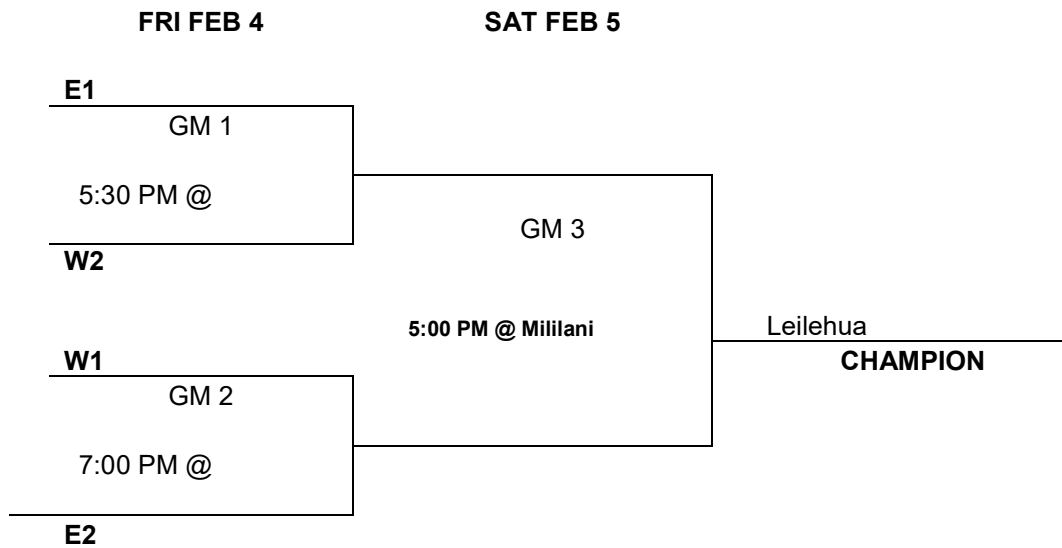 FRI FEB 4
SAT FEB 5
E1
GM 1
5:30 PM @
W2
GM 3
5:00 PM @ Mililani
Leilehua
CHAMPION
W1
GM 2
7:00 PM @
E2